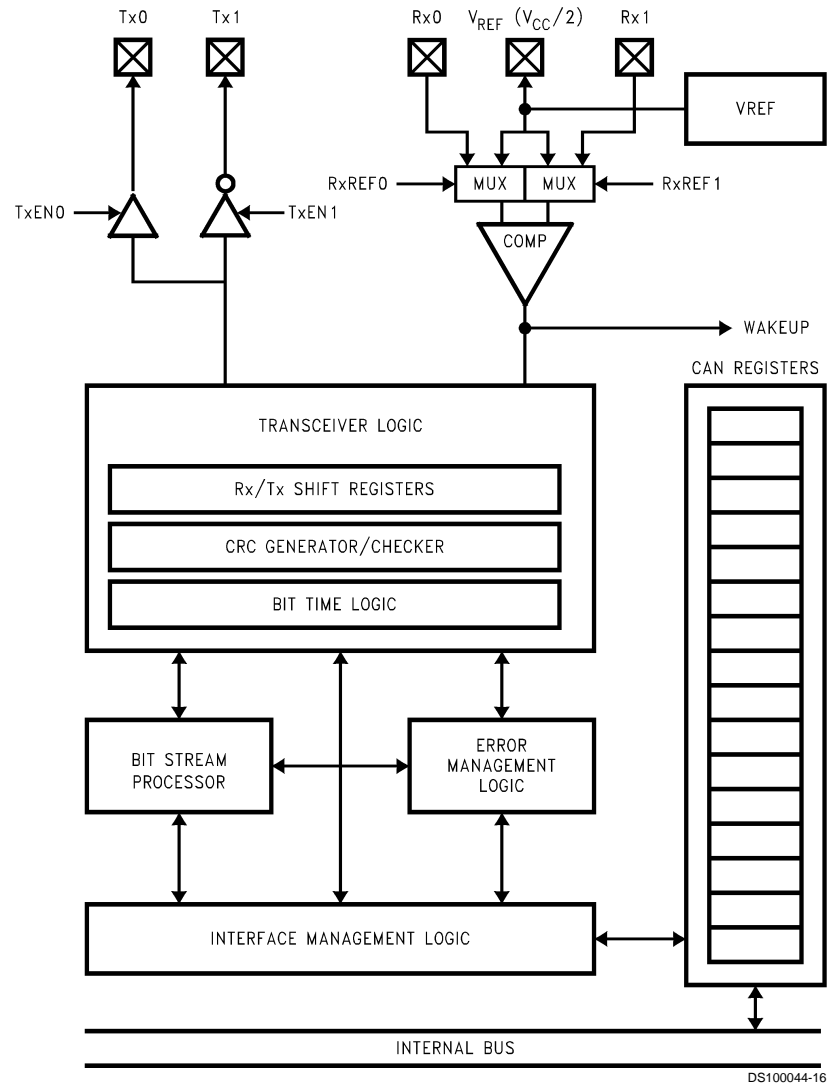 Tx0 Tx1 Rx0 VREF (VCC/2) Rx1
VREF
RxREF0 MUX MUX RxREF1
TxEN0 TxEN1
COMP
WAKEUP
CAN REGISTERS
TRANSCEIVER LOGIC
Rx/Tx SHIFT REGISTERS
CRC GENERATOR/CHECKER
BIT TIME LOGIC
BIT STREAM
PROCESSOR
ERROR
MANAGEMENT
LOGIC
INTERFACE MANAGEMENT LOGIC
INTERNAL BUS
DS100044-16